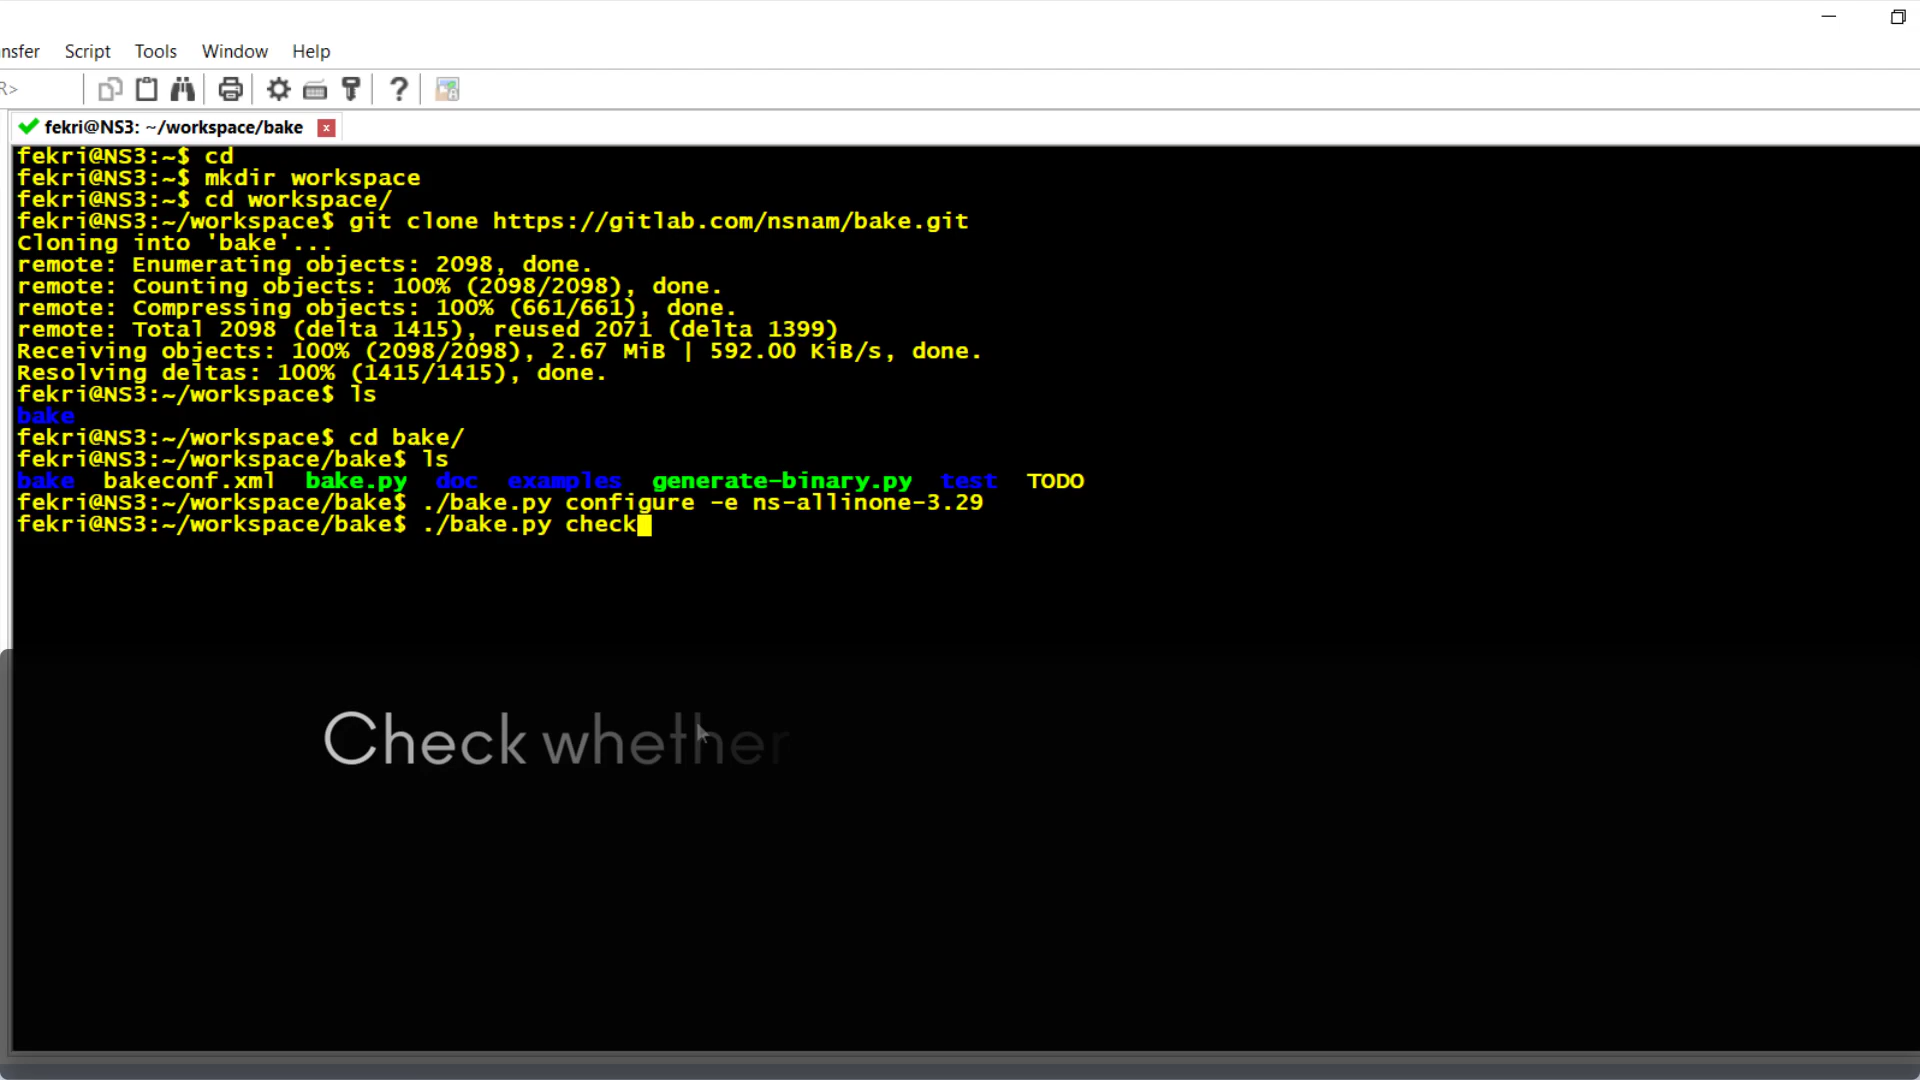 nsfer Script Tools Window Help
R>
fekri@NS3: ~/workspace/bake
fekri@NS3:~$ cd
fekri@NS3:~$ mkdir workspace
fekri@NS3:~$ cd workspace/
fekri@NS3:~/workspace$ git clone https://gitlab.com/nsnam/bake.git
Cloning into 'bake'...
remote: Enumerating objects: 2098, done.
remote: Counting objects: 100% (2098/2098), done.
remote: Compressing objects: 100% (661/661), done.
remote: Total 2098 (delta 1415), reused 2071 (delta 1399)
Receiving objects: 100% (2098/2098), 2.67 MiB | 592.00 KiB/s, done.
Resolving deltas: 100% (1415/1415), done.
fekri@NS3:~/workspace$ ls
bake
fekri@NS3:~/workspace$ cd bake/
fekri@NS3:~/workspace/bake$ ls
bake bakeconf.xml bake.py doc examples generate-binary.py test TODO
fekri@NS3:~/workspace/bake$ ./bake.py configure -e ns-allinone-3.29
fekri@NS3:~/workspace/bake$ ./bake.py check
Check whether